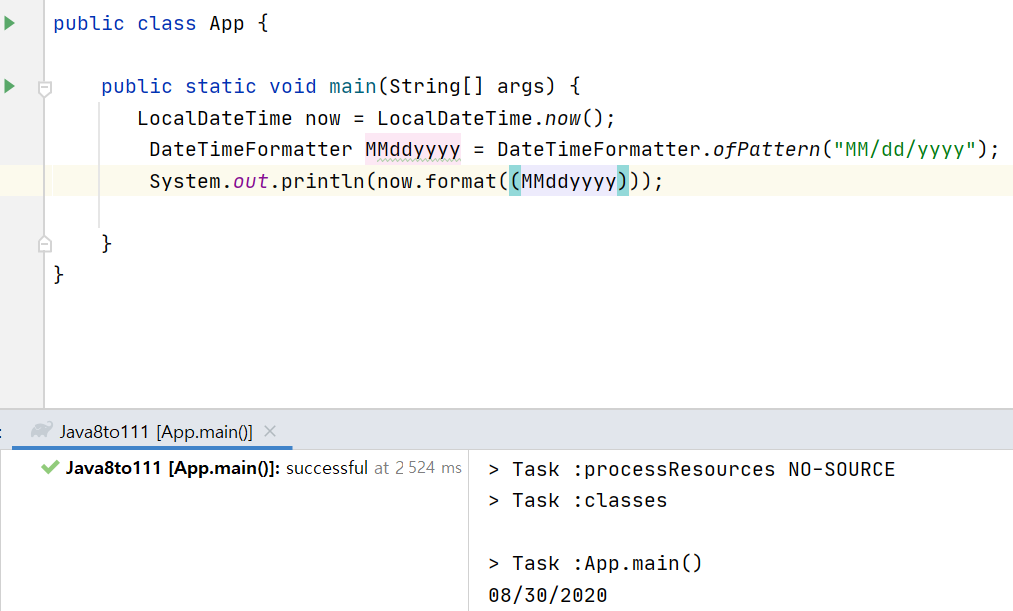 public class App {
public static void main(String[] args) {
LocalDateTime now = LocalDateTime.now();
DateTimeFormatter MMddyyyy = DateTimeFormatter.ofPattern("MM/dd/yyyy");
System.out.println(now.format((MMddyyyy)));
}
}
: Java8to111 [App.main()] ×
Java8to111 [App.main()]: successful at 2 524 ms
> Task :processResources NO-SOURCE
> Task :classes
> Task :App.main()
08/30/2020